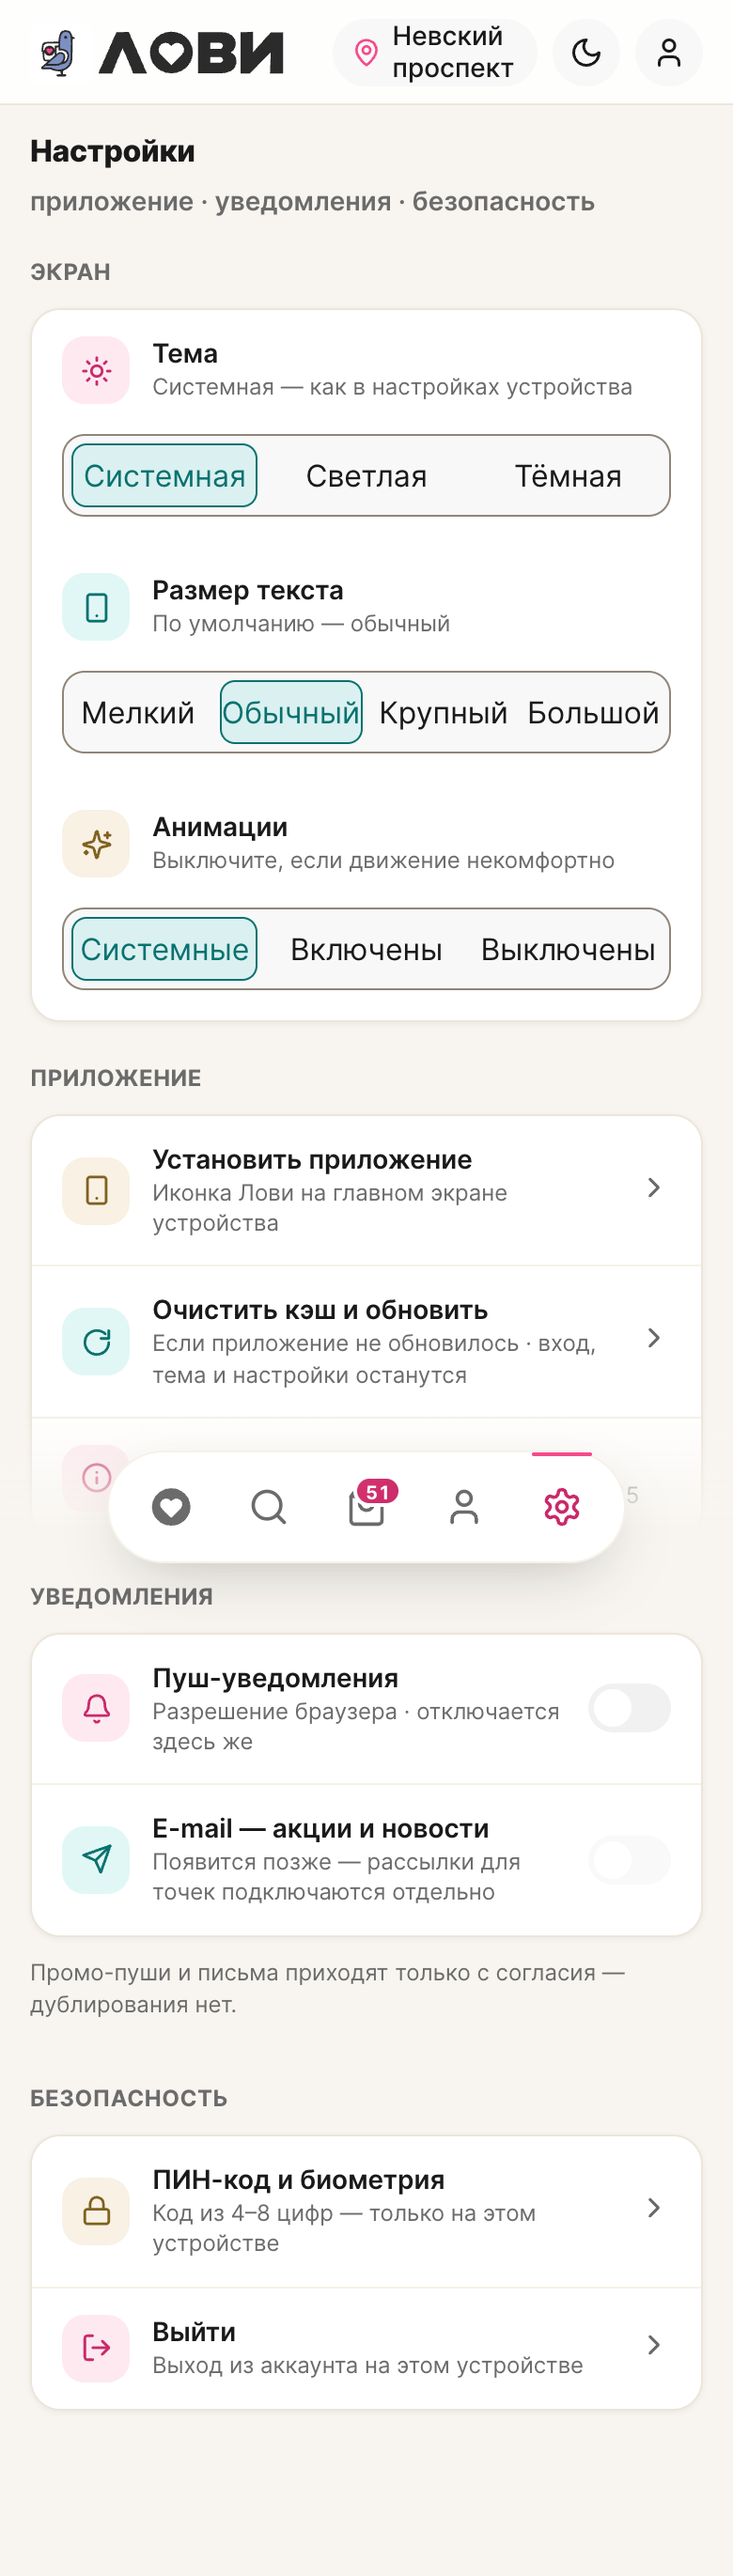 ЛОВИ
Невский
проспект
Настройки
приложение · уведомления · безопасность
ЭКРАН
Тема
Системная — как в настройках устройства
Системная Светлая Тёмная
Размер текста
По умолчанию — обычный
Мелкий Обычный Крупный Большой
Анимации
Выключите, если движение некомфортно
Системные Включены Выключены
ПРИЛОЖЕНИЕ
Установить приложение
Иконка Лови на главном экране
устройства
Очистить кэш и обновить
Если приложение не обновилось · вход,
тема и настройки останутся
51
5
УВЕДОМЛЕНИЯ
Пуш-уведомления
Разрешение браузера · отключается
здесь же
E-mail — акции и новости
Появится позже — рассылки для
точек подключаются отдельно
Промо-пуши и письма приходят только с согласия —
дублирования нет.
БЕЗОПАСНОСТЬ
ПИН-код и биометрия
Код из 4–8 цифр — только на этом
устройстве
Выйти
Выход из аккаунта на этом устройстве